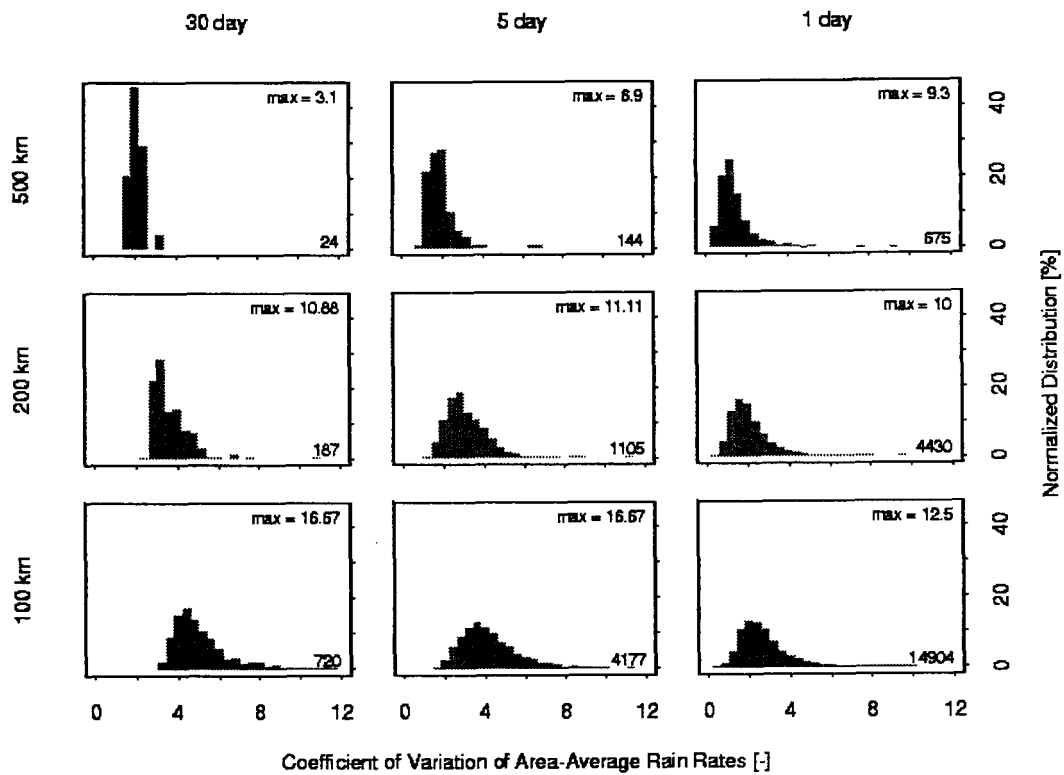 30 day 5 day 1 day
500 km
max = 3.1
24
max = 6.9
144
max = 9.3
675
0 20 40
200 km
max = 10.88
187
max = 11.11
1105
max = 10
4430
0 20 40
100 km
max = 16.67
720
max = 16.67
4177
max = 12.5
14904
0 20 40
Normalized Distribution [%]
0 4 8 12 0 4 8 12 0 4 8 12
Coefficient of Variation of Area-Average Rain Rates [-]